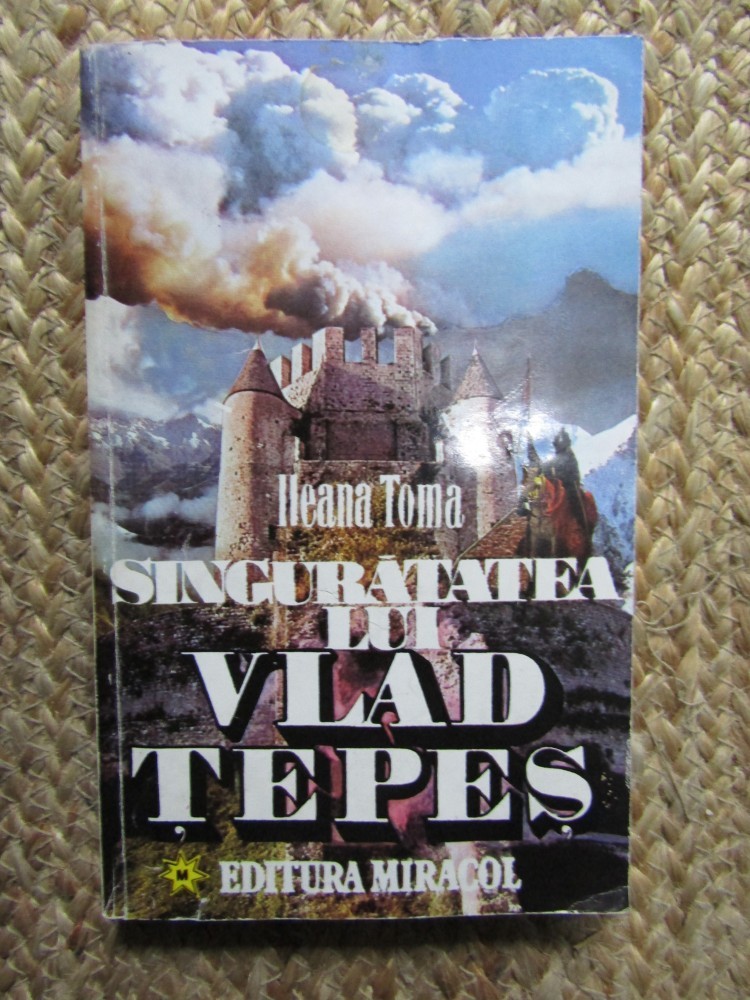 Ileana Toma
SINGURĂTATEA
LUI
VLAD
ȚEPEȘ
M
EDITURA MIRACOL